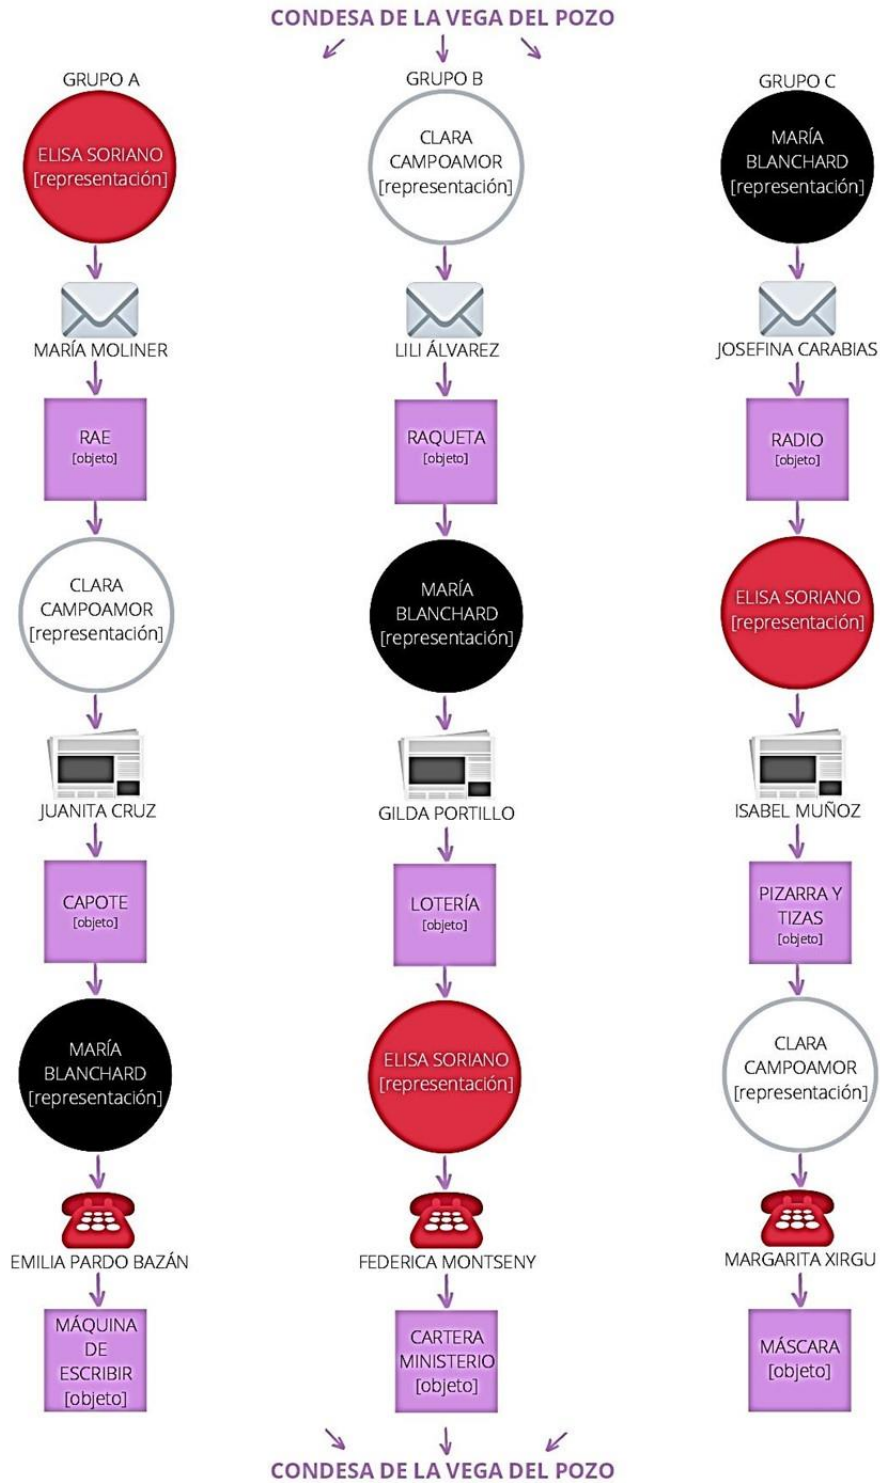 CONDESA DE LA VEGA DEL POZO
GRUPO A
ELISA SORIANO
[representación]
MARÍA MOLINER
RAE
[objeto]
CLARA
CAMPOAMOR
[representación]
JUANITA CRUZ
CAPOTE
[objeto]
MARÍA
BLANCHARD
[representación]
EMILIA PARDO BAZÁN
MÁQUINA
DE
ESCRIBIR
[objeto]
GRUPO B
CLARA
CAMPOAMOR
[representación]
LILI ÁLVAREZ
RAQUETA
[objeto]
MARÍA
BLANCHARD
[representación]
GILDA PORTILLO
LOTERÍA
[objeto]
ELISA SORIANO
[representación]
FEDERICA MONTSENY
CARTERA
MINISTERIO
[objeto]
GRUPO C
MARÍA
BLANCHARD
[representación]
JOSEFINA CARABIAS
RADIO
[objeto]
ELISA SORIANO
[representación]
ISABEL MUÑOZ
PIZARRA Y
TIZAS
[objeto]
CLARA
CAMPOAMOR
[representación]
MARGARITA XIRGU
MÁSCARA
[objeto]
CONDESA DE LA VEGA DEL POZO